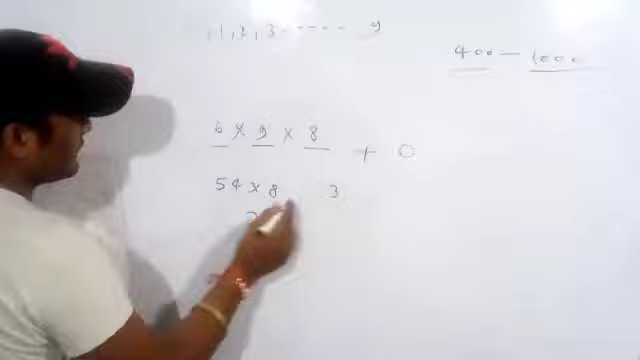 , 1, 2, 3 - - - - - 9
400 — 1000
6 × 9 × 8 + 0
54 × 8 3